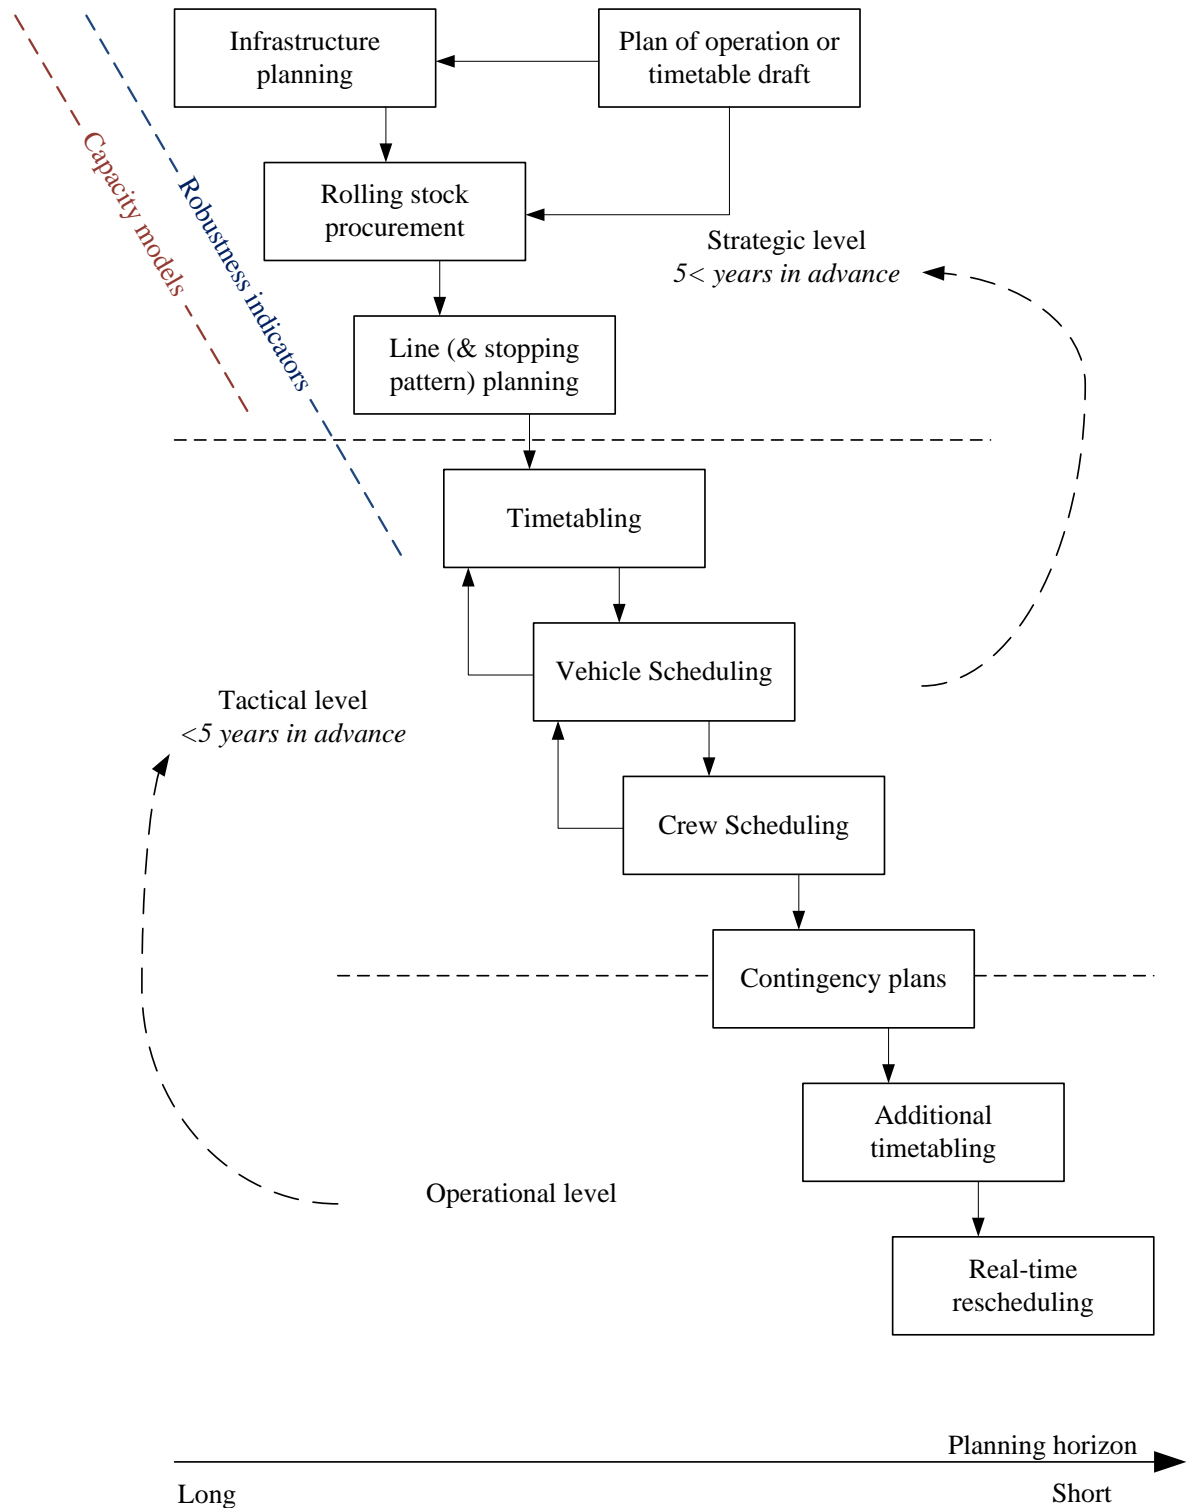 Infrastructure
planning
Plan of operation or
timetable draft
Capacity models
Robustness indicators
Rolling stock
procurement
Strategic level
5< years in advance
Line (& stopping
pattern) planning
Timetabling
Vehicle Scheduling
Tactical level
<5 years in advance
Crew Scheduling
Contingency plans
Additional
timetabling
Operational level
Real-time
rescheduling
Planning horizon
Long
Short